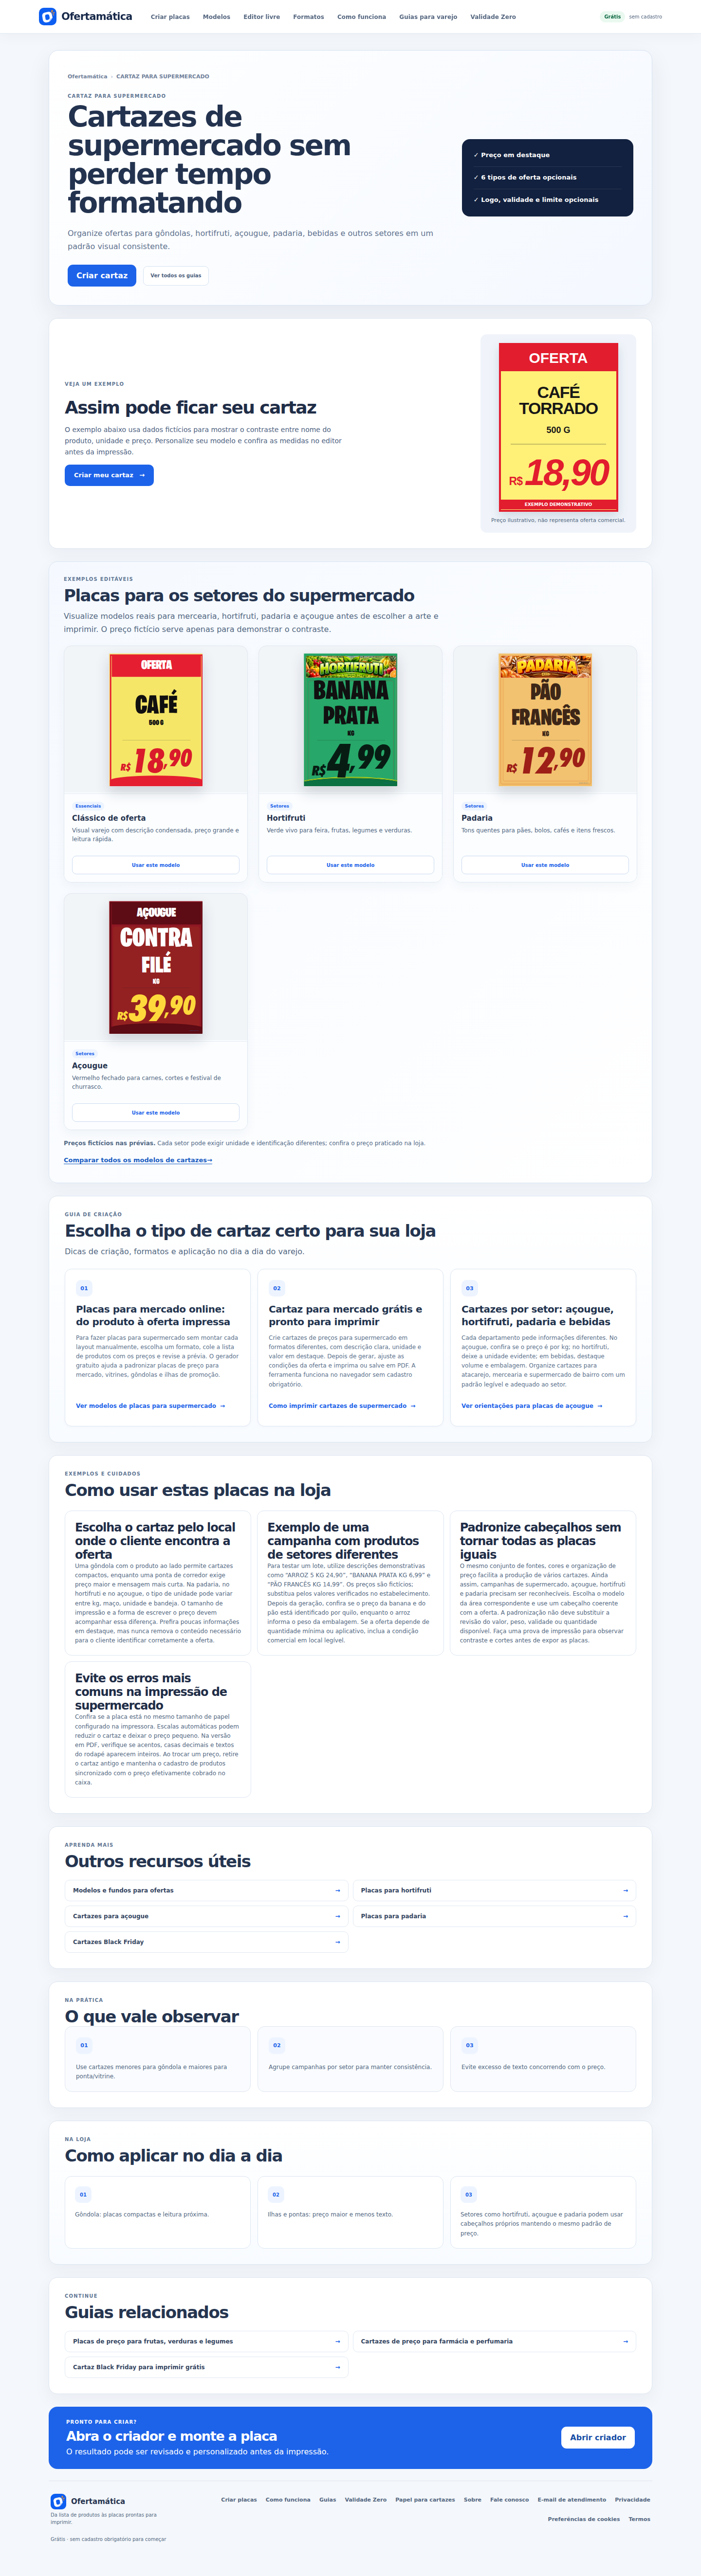 Ofertamática
Criar placas Modelos Editor livre Formatos Como funciona Guias para varejo Validade Zero
Grátis sem cadastro
Ofertamática › CARTAZ PARA SUPERMERCADO
CARTAZ PARA SUPERMERCADO
Cartazes de
supermercado sem
perder tempo
formatando
Organize ofertas para gôndolas, hortifruti, açougue, padaria, bebidas e outros setores em um
padrão visual consistente.
Criar cartaz Ver todos os guias
✓ Preço em destaque
✓ 6 tipos de oferta opcionais
✓ Logo, validade e limite opcionais
VEJA UM EXEMPLO
Assim pode ficar seu cartaz
O exemplo abaixo usa dados fictícios para mostrar o contraste entre nome do
produto, unidade e preço. Personalize seu modelo e confira as medidas no editor
antes da impressão.
Criar meu cartaz →
OFERTA
CAFÉ
TORRADO
500 G
R$ 18,90
EXEMPLO DEMONSTRATIVO
Preço ilustrativo, não representa oferta comercial.
EXEMPLOS EDITÁVEIS
Placas para os setores do supermercado
Visualize modelos reais para mercearia, hortifruti, padaria e açougue antes de escolher a arte e
imprimir. O preço fictício serve apenas para demonstrar o contraste.
OFERTA
CAFÉ
500 G
R$ 18,90
Essenciais
Clássico de oferta
Visual varejo com descrição condensada, preço grande e
leitura rápida.
Usar este modelo
HORTIFRUTI
BANANA
PRATA
KG
R$ 4,99
Setores
Hortifruti
Verde vivo para feira, frutas, legumes e verduras.
Usar este modelo
PADARIA
PÃO
FRANCÊS
KG
R$ 12,90
Setores
Padaria
Tons quentes para pães, bolos, cafés e itens frescos.
Usar este modelo
AÇOUGUE
CONTRA
FILÉ
KG
R$ 39,90
Setores
Açougue
Vermelho fechado para carnes, cortes e festival de
churrasco.
Usar este modelo
Preços fictícios nas prévias. Cada setor pode exigir unidade e identificação diferentes; confira o preço praticado na loja.
Comparar todos os modelos de cartazes→
GUIA DE CRIAÇÃO
Escolha o tipo de cartaz certo para sua loja
Dicas de criação, formatos e aplicação no dia a dia do varejo.
01
Placas para mercado online:
do produto à oferta impressa
Para fazer placas para supermercado sem montar cada
layout manualmente, escolha um formato, cole a lista
de produtos com os preços e revise a prévia. O gerador
gratuito ajuda a padronizar placas de preço para
mercado, vitrines, gôndolas e ilhas de promoção.
Ver modelos de placas para supermercado →
02
Cartaz para mercado grátis e
pronto para imprimir
Crie cartazes de preços para supermercado em
formatos diferentes, com descrição clara, unidade e
valor em destaque. Depois de gerar, ajuste as
condições da oferta e imprima ou salve em PDF. A
ferramenta funciona no navegador sem cadastro
obrigatório.
Como imprimir cartazes de supermercado →
03
Cartazes por setor: açougue,
hortifruti, padaria e bebidas
Cada departamento pede informações diferentes. No
açougue, confira se o preço é por kg; no hortifruti,
deixe a unidade evidente; em bebidas, destaque
volume e embalagem. Organize cartazes para
atacarejo, mercearia e supermercado de bairro com um
padrão legível e adequado ao setor.
Ver orientações para placas de açougue →
EXEMPLOS E CUIDADOS
Como usar estas placas na loja
Escolha o cartaz pelo local
onde o cliente encontra a
oferta
Uma gôndola com o produto ao lado permite cartazes
compactos, enquanto uma ponta de corredor exige
preço maior e mensagem mais curta. Na padaria, no
hortifruti e no açougue, o tipo de unidade pode variar
entre kg, maço, unidade e bandeja. O tamanho de
impressão e a forma de escrever o preço devem
acompanhar essa diferença. Prefira poucas informações
em destaque, mas nunca remova o conteúdo necessário
para o cliente identificar corretamente a oferta.
Exemplo de uma
campanha com produtos
de setores diferentes
Para testar um lote, utilize descrições demonstrativas
como “ARROZ 5 KG 24,90”, “BANANA PRATA KG 6,99” e
“PÃO FRANCÊS KG 14,99”. Os preços são fictícios;
substitua pelos valores verificados no estabelecimento.
Depois da geração, confira se o preço da banana e do
pão está identificado por quilo, enquanto o arroz
informa o peso da embalagem. Se a oferta depende de
quantidade mínima ou aplicativo, inclua a condição
comercial em local legível.
Padronize cabeçalhos sem
tornar todas as placas
iguais
O mesmo conjunto de fontes, cores e organização de
preço facilita a produção de vários cartazes. Ainda
assim, campanhas de supermercado, açougue, hortifruti
e padaria precisam ser reconhecíveis. Escolha o modelo
da área correspondente e use um cabeçalho coerente
com a oferta. A padronização não deve substituir a
revisão do valor, peso, validade ou quantidade
disponível. Faça uma prova de impressão para observar
contraste e cortes antes de expor as placas.
Evite os erros mais
comuns na impressão de
supermercado
Confira se a placa está no mesmo tamanho de papel
configurado na impressora. Escalas automáticas podem
reduzir o cartaz e deixar o preço pequeno. Na versão
em PDF, verifique se acentos, casas decimais e textos
do rodapé aparecem inteiros. Ao trocar um preço, retire
o cartaz antigo e mantenha o cadastro de produtos
sincronizado com o preço efetivamente cobrado no
caixa.
APRENDA MAIS
Outros recursos úteis
Modelos e fundos para ofertas →
Placas para hortifruti →
Cartazes para açougue →
Placas para padaria →
Cartazes Black Friday →
NA PRÁTICA
O que vale observar
01
Use cartazes menores para gôndola e maiores para
ponta/vitrine.
02
Agrupe campanhas por setor para manter consistência.
03
Evite excesso de texto concorrendo com o preço.
NA LOJA
Como aplicar no dia a dia
01
Gôndola: placas compactas e leitura próxima.
02
Ilhas e pontas: preço maior e menos texto.
03
Setores como hortifruti, açougue e padaria podem usar
cabeçalhos próprios mantendo o mesmo padrão de
preço.
CONTINUE
Guias relacionados
Placas de preço para frutas, verduras e legumes →
Cartazes de preço para farmácia e perfumaria →
Cartaz Black Friday para imprimir grátis →
PRONTO PARA CRIAR?
Abra o criador e monte a placa
O resultado pode ser revisado e personalizado antes da impressão.
Abrir criador
Ofertamática
Da lista de produtos às placas prontas para
imprimir.
Grátis · sem cadastro obrigatório para começar
Criar placas Como funciona Guias Validade Zero Papel para cartazes Sobre Fale conosco E-mail de atendimento Privacidade
Preferências de cookies Termos